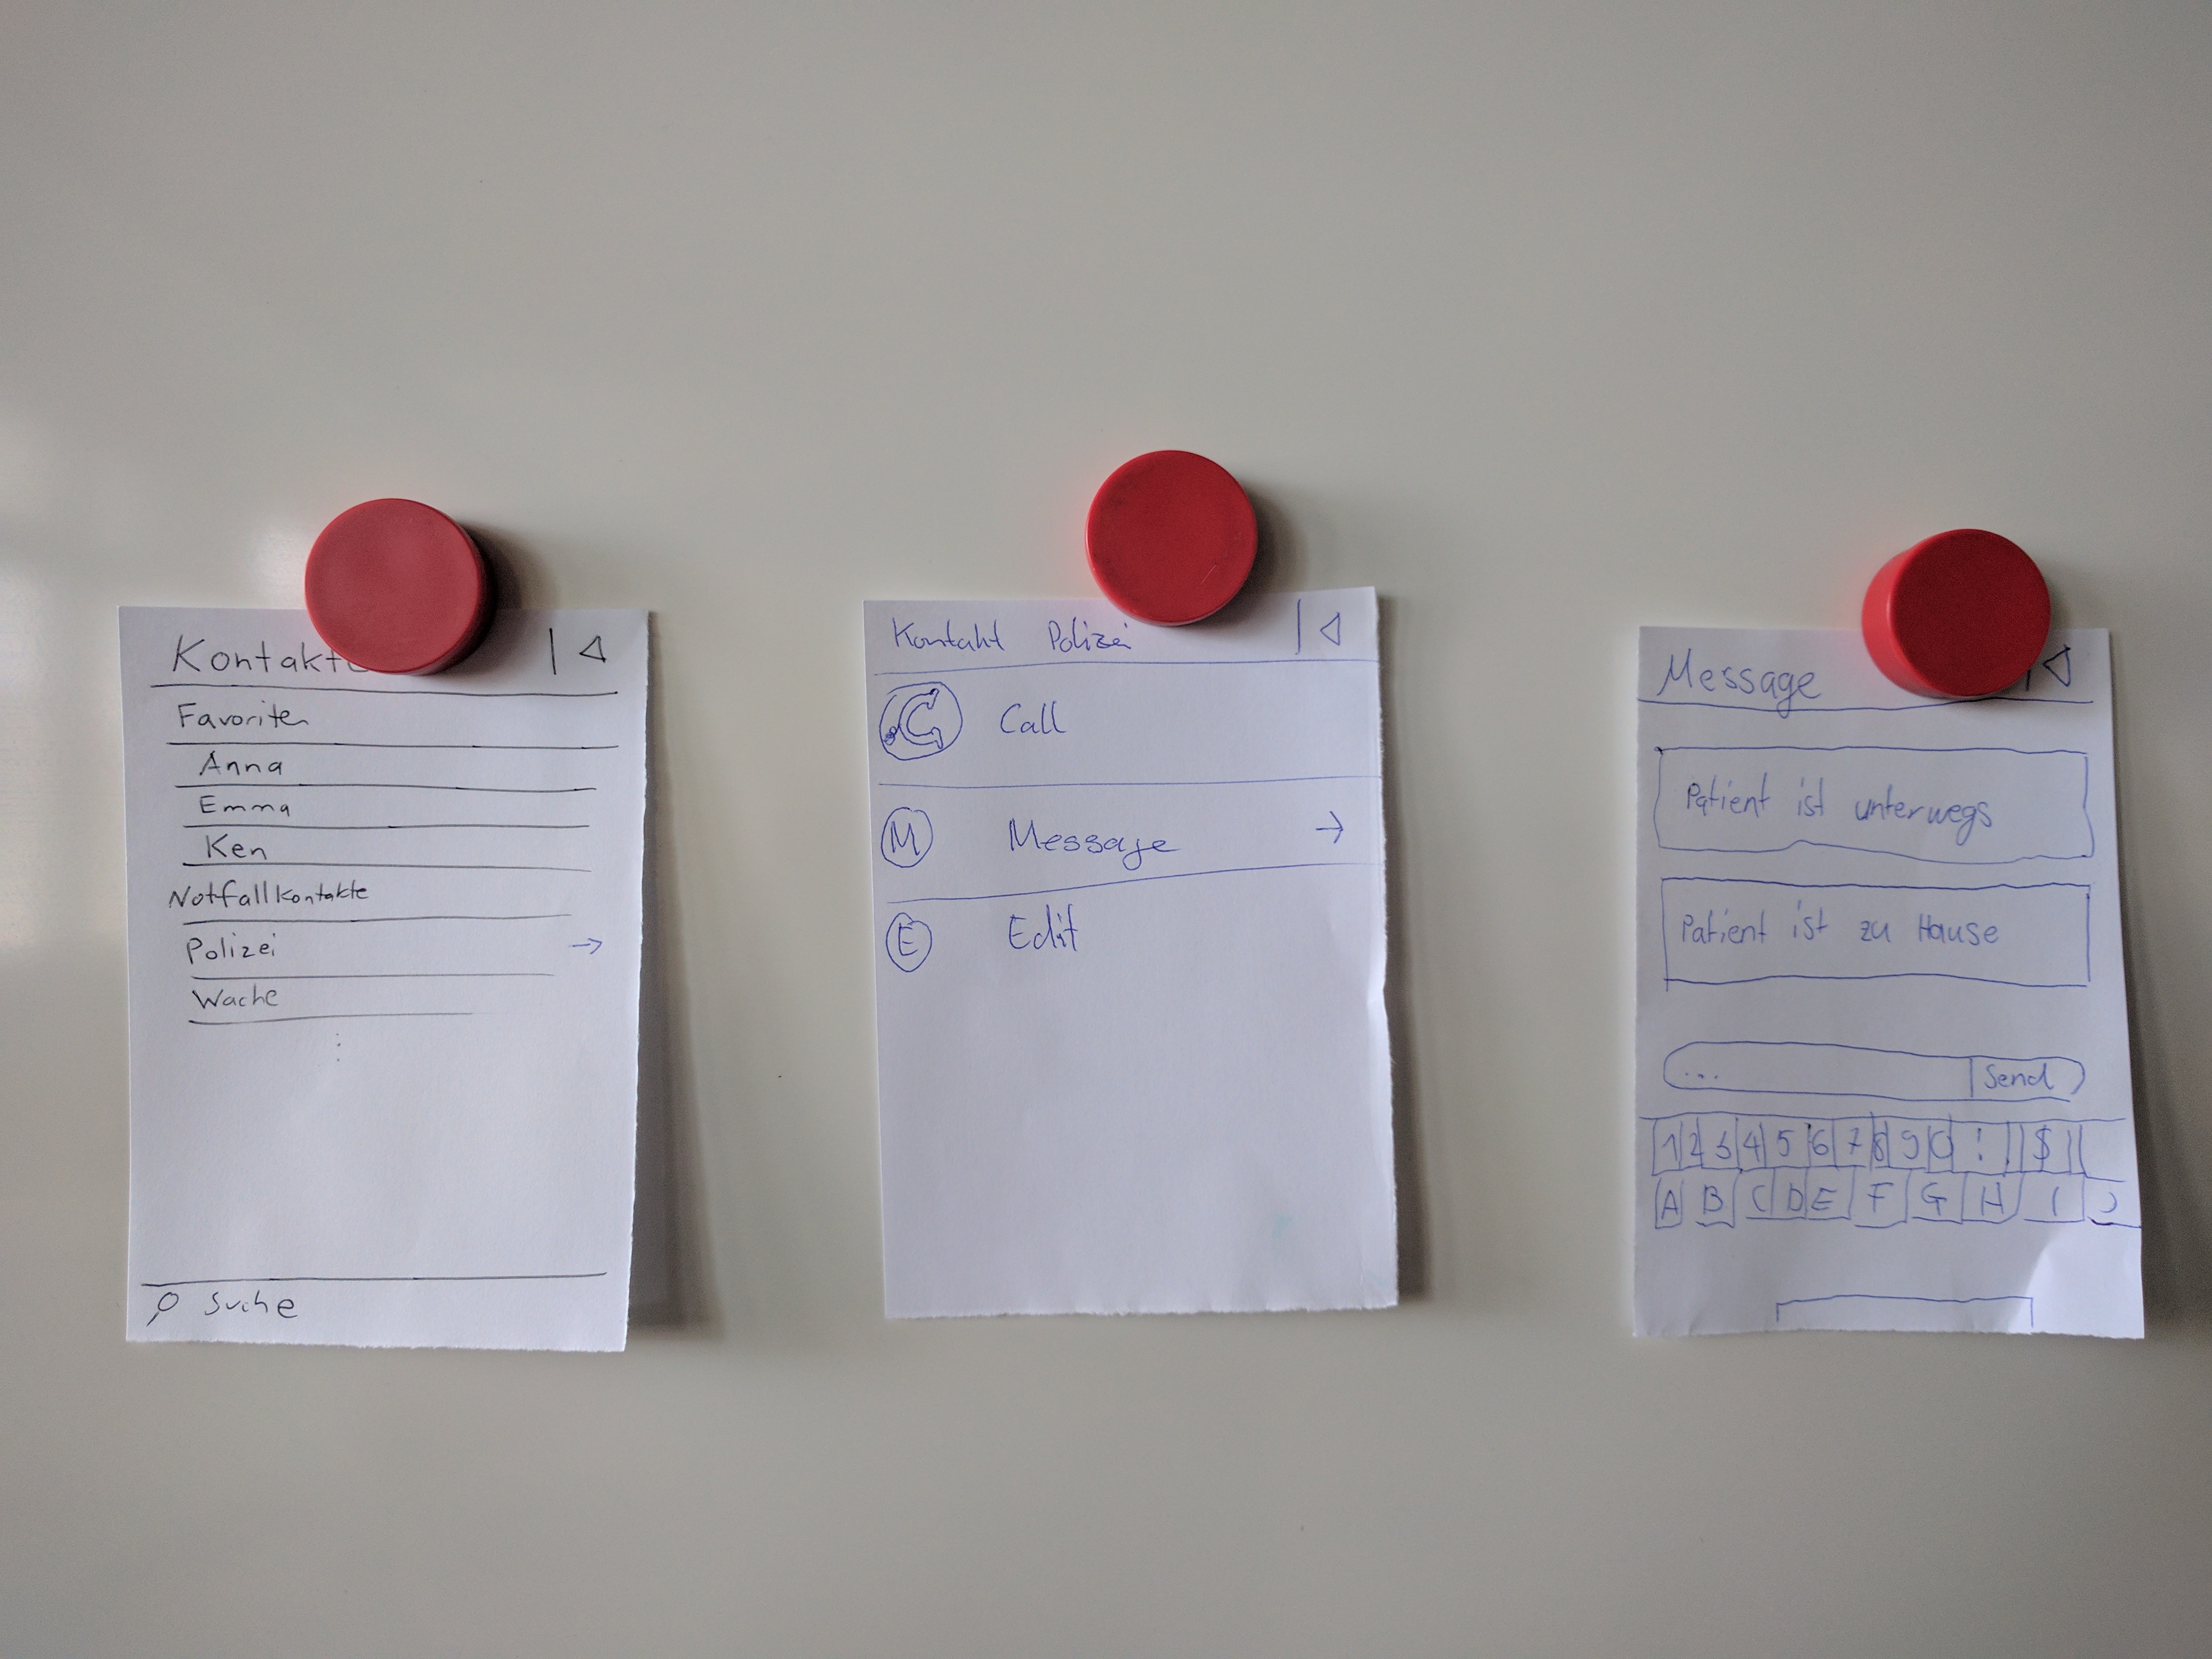 Kontakte
Favoriten
Anna
Emma
Ken
Notfallkontakte
Polizei →
Wache
⋮
Suche
Kontakt Polizei
C Call
M Message →
E Edit
Message
Patient ist unterwegs
Patient ist zu Hause
... Send
1 2 3 4 5 6 7 8 9 0 ! $
A B C D E F G H I